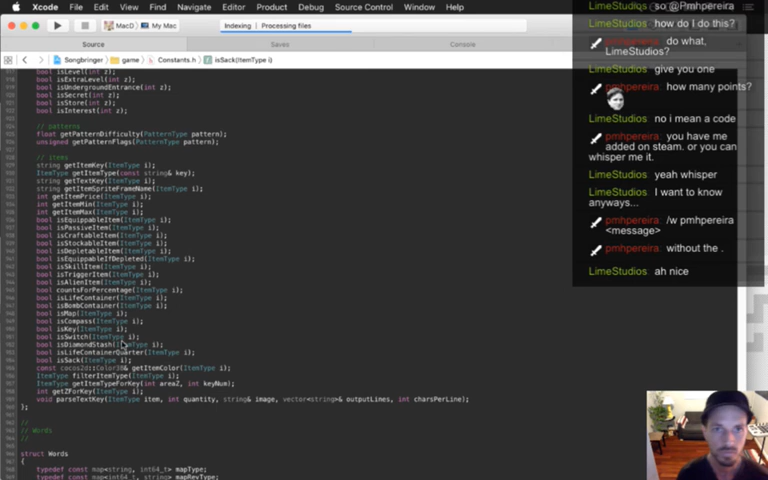 Xcode File Edit View Find Navigate Editor Product Debug Source Control Window
MacD My Mac
Indexing | Processing files
Source Saves Console
Songbringer game Constants.h isSack(ItemType i)
bool isLevel(int z);
bool isExtraLevel(int z);
bool isUndergroundEntrance(int z);
bool isSecret(int z);
bool isStore(int z);
bool isInterest(int z);
// patterns
float getPatternDifficulty(PatternType pattern);
unsigned getPatternFlags(PatternType pattern);
// items
string getItemKey(ItemType i);
ItemType getItemType(const string& key);
string getTextKey(ItemType i);
string getItemSpriteFrameName(ItemType i);
int getItemPrice(ItemType i);
int getItemMin(ItemType i);
int getItemMax(ItemType i);
bool isEquippableItem(ItemType i);
bool isPassiveItem(ItemType i);
bool isCraftableItem(ItemType i);
bool isStockableItem(ItemType i);
bool isDepletableItem(ItemType i);
bool isEquippableIfDepleted(ItemType i);
bool isSkillItem(ItemType i);
bool isTriggerItem(ItemType i);
bool isAlienItem(ItemType i);
bool countsForPercentage(ItemType i);
bool isLifeContainer(ItemType i);
bool isBombContainer(ItemType i);
bool isMap(ItemType i);
bool isCompass(ItemType i);
bool isKey(ItemType i);
bool isSwitch(ItemType i);
bool isDiamondStash(ItemType i);
bool isLifeContainerQuarter(ItemType i);
bool isSack(ItemType i);
const cocos2d::Color3B& getItemColor(ItemType i);
ItemType filterItemType(ItemType i);
ItemType getItemTypeForKey(int areaZ, int keyNum);
int getZForKey(ItemType i);
void parseTextKey(ItemType item, int quantity, string& image, vector<string>& outputLines, int charsPerLine);
};
//
// Words
//
struct Words
{
typedef const map<string, int64_t> mapType;
typedef const map<int64_t, string> mapRevType;
LimeStudios: so @Pmhpereira
LimeStudios: how do I do this?
pmhpereira: do what,
LimeStudios?
LimeStudios: give you one
pmhpereira: how many points?
LimeStudios: no i mean a code
pmhpereira: you have me
added on steam. or you can
whisper me it.
LimeStudios: yeah whisper
LimeStudios: I want to know
anyways...
pmhpereira: /w pmhpereira
<message>
pmhpereira: without the .
LimeStudios: ah nice